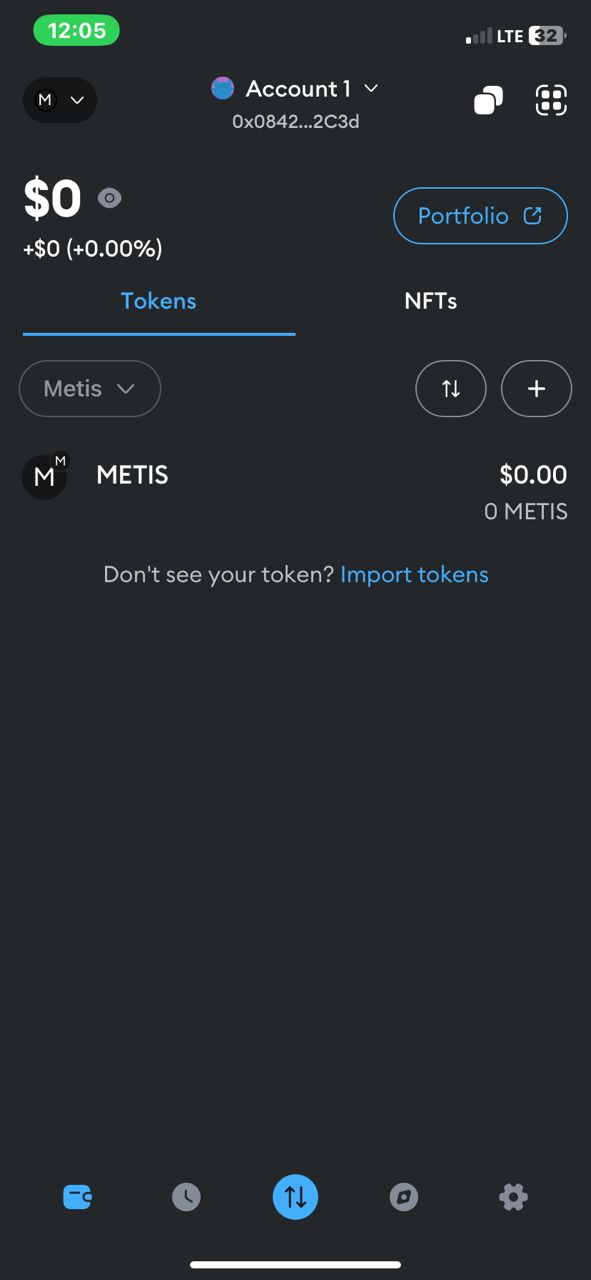 12:05
LTE 32
M
Account 1
0x0842...2C3d
$0
+$0 (+0.00%)
Portfolio
Tokens
NFTs
Metis
M M
METIS
$0.00
0 METIS
Don't see your token? Import tokens